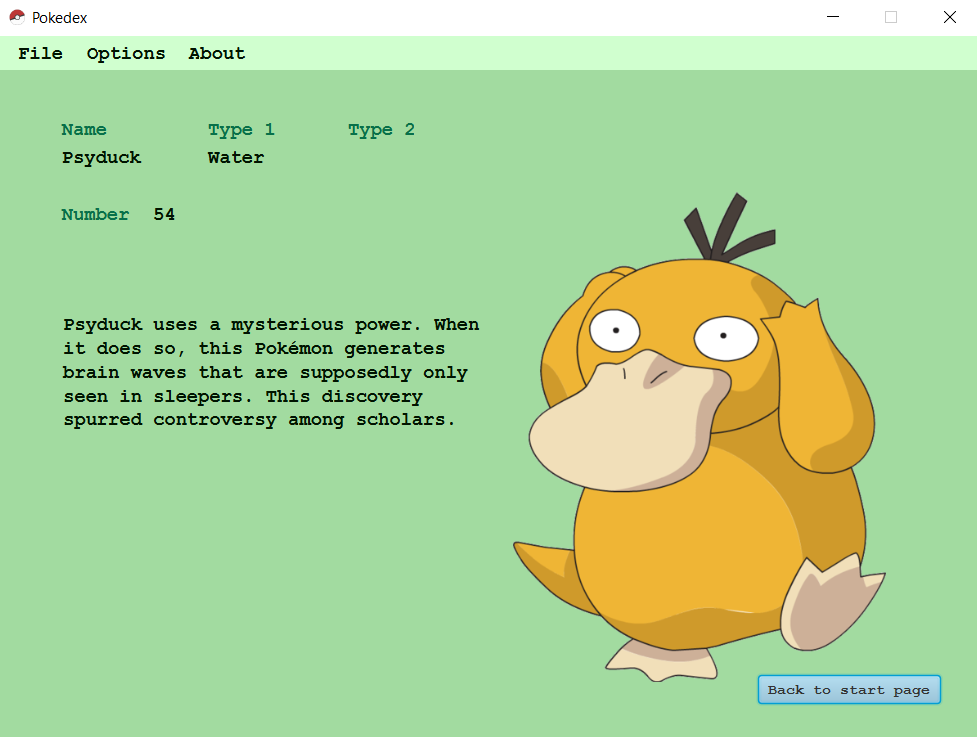 Pokedex
File Options About
Name Type 1 Type 2
Psyduck Water
Number 54
Psyduck uses a mysterious power. When
it does so, this Pokémon generates
brain waves that are supposedly only
seen in sleepers. This discovery
spurred controversy among scholars.
Back to start page